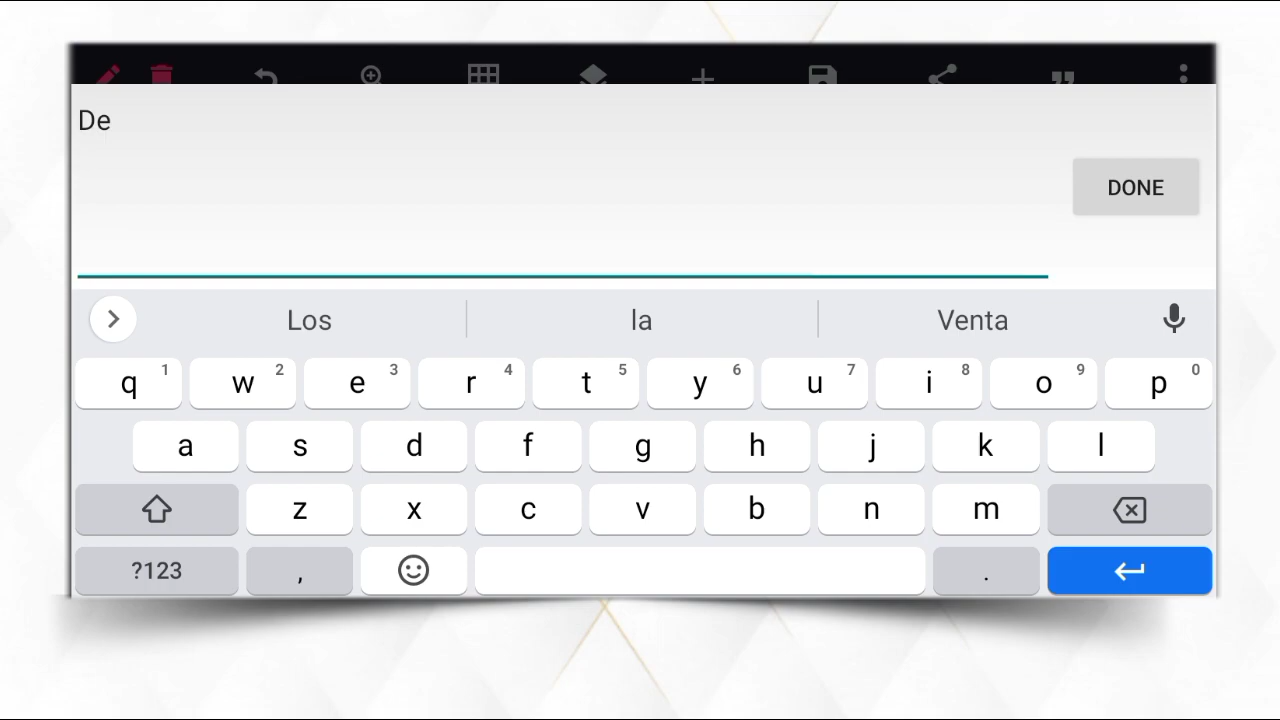 De
DONE
Los la Venta
q 1 w 2 e 3 r 4 t 5 y 6 u 7 i 8 o 9 p 0
a s d f g h j k l
z x c v b n m
?123 , .